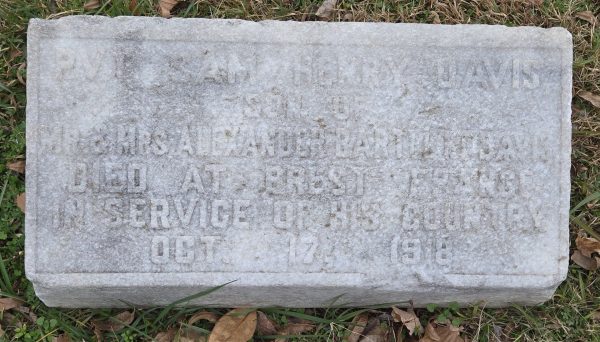 PVT. SAM HENRY DAVIS
SON OF
MR. & MRS. ALEXANDER BARTLETT DAVIS
DIED AT BREST FRANCE
IN SERVICE OF HIS COUNTRY
OCT. 17, 1918